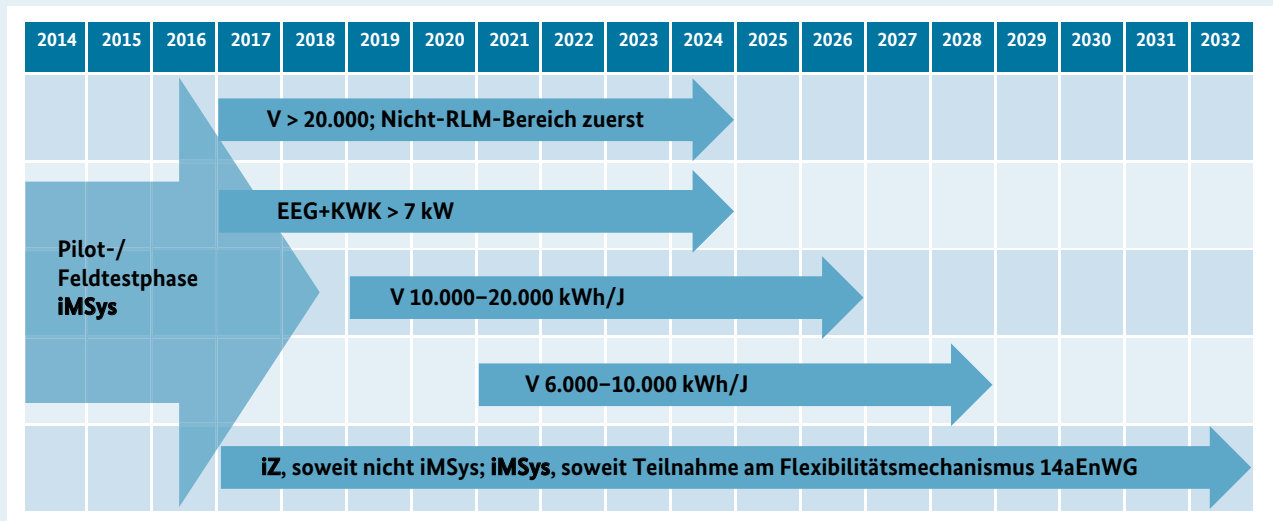 2014 2015 2016 2017 2018 2019 2020 2021 2022 2023 2024 2025 2026 2027 2028 2029 2030 2031 2032
V > 20.000; Nicht-RLM-Bereich zuerst
EEG+KWK > 7 kW
Pilot-/
Feldtestphase
iMSys
V 10.000–20.000 kWh/J
V 6.000–10.000 kWh/J
iZ, soweit nicht iMSys; iMSys, soweit Teilnahme am Flexibilitätsmechanismus 14aEnWG